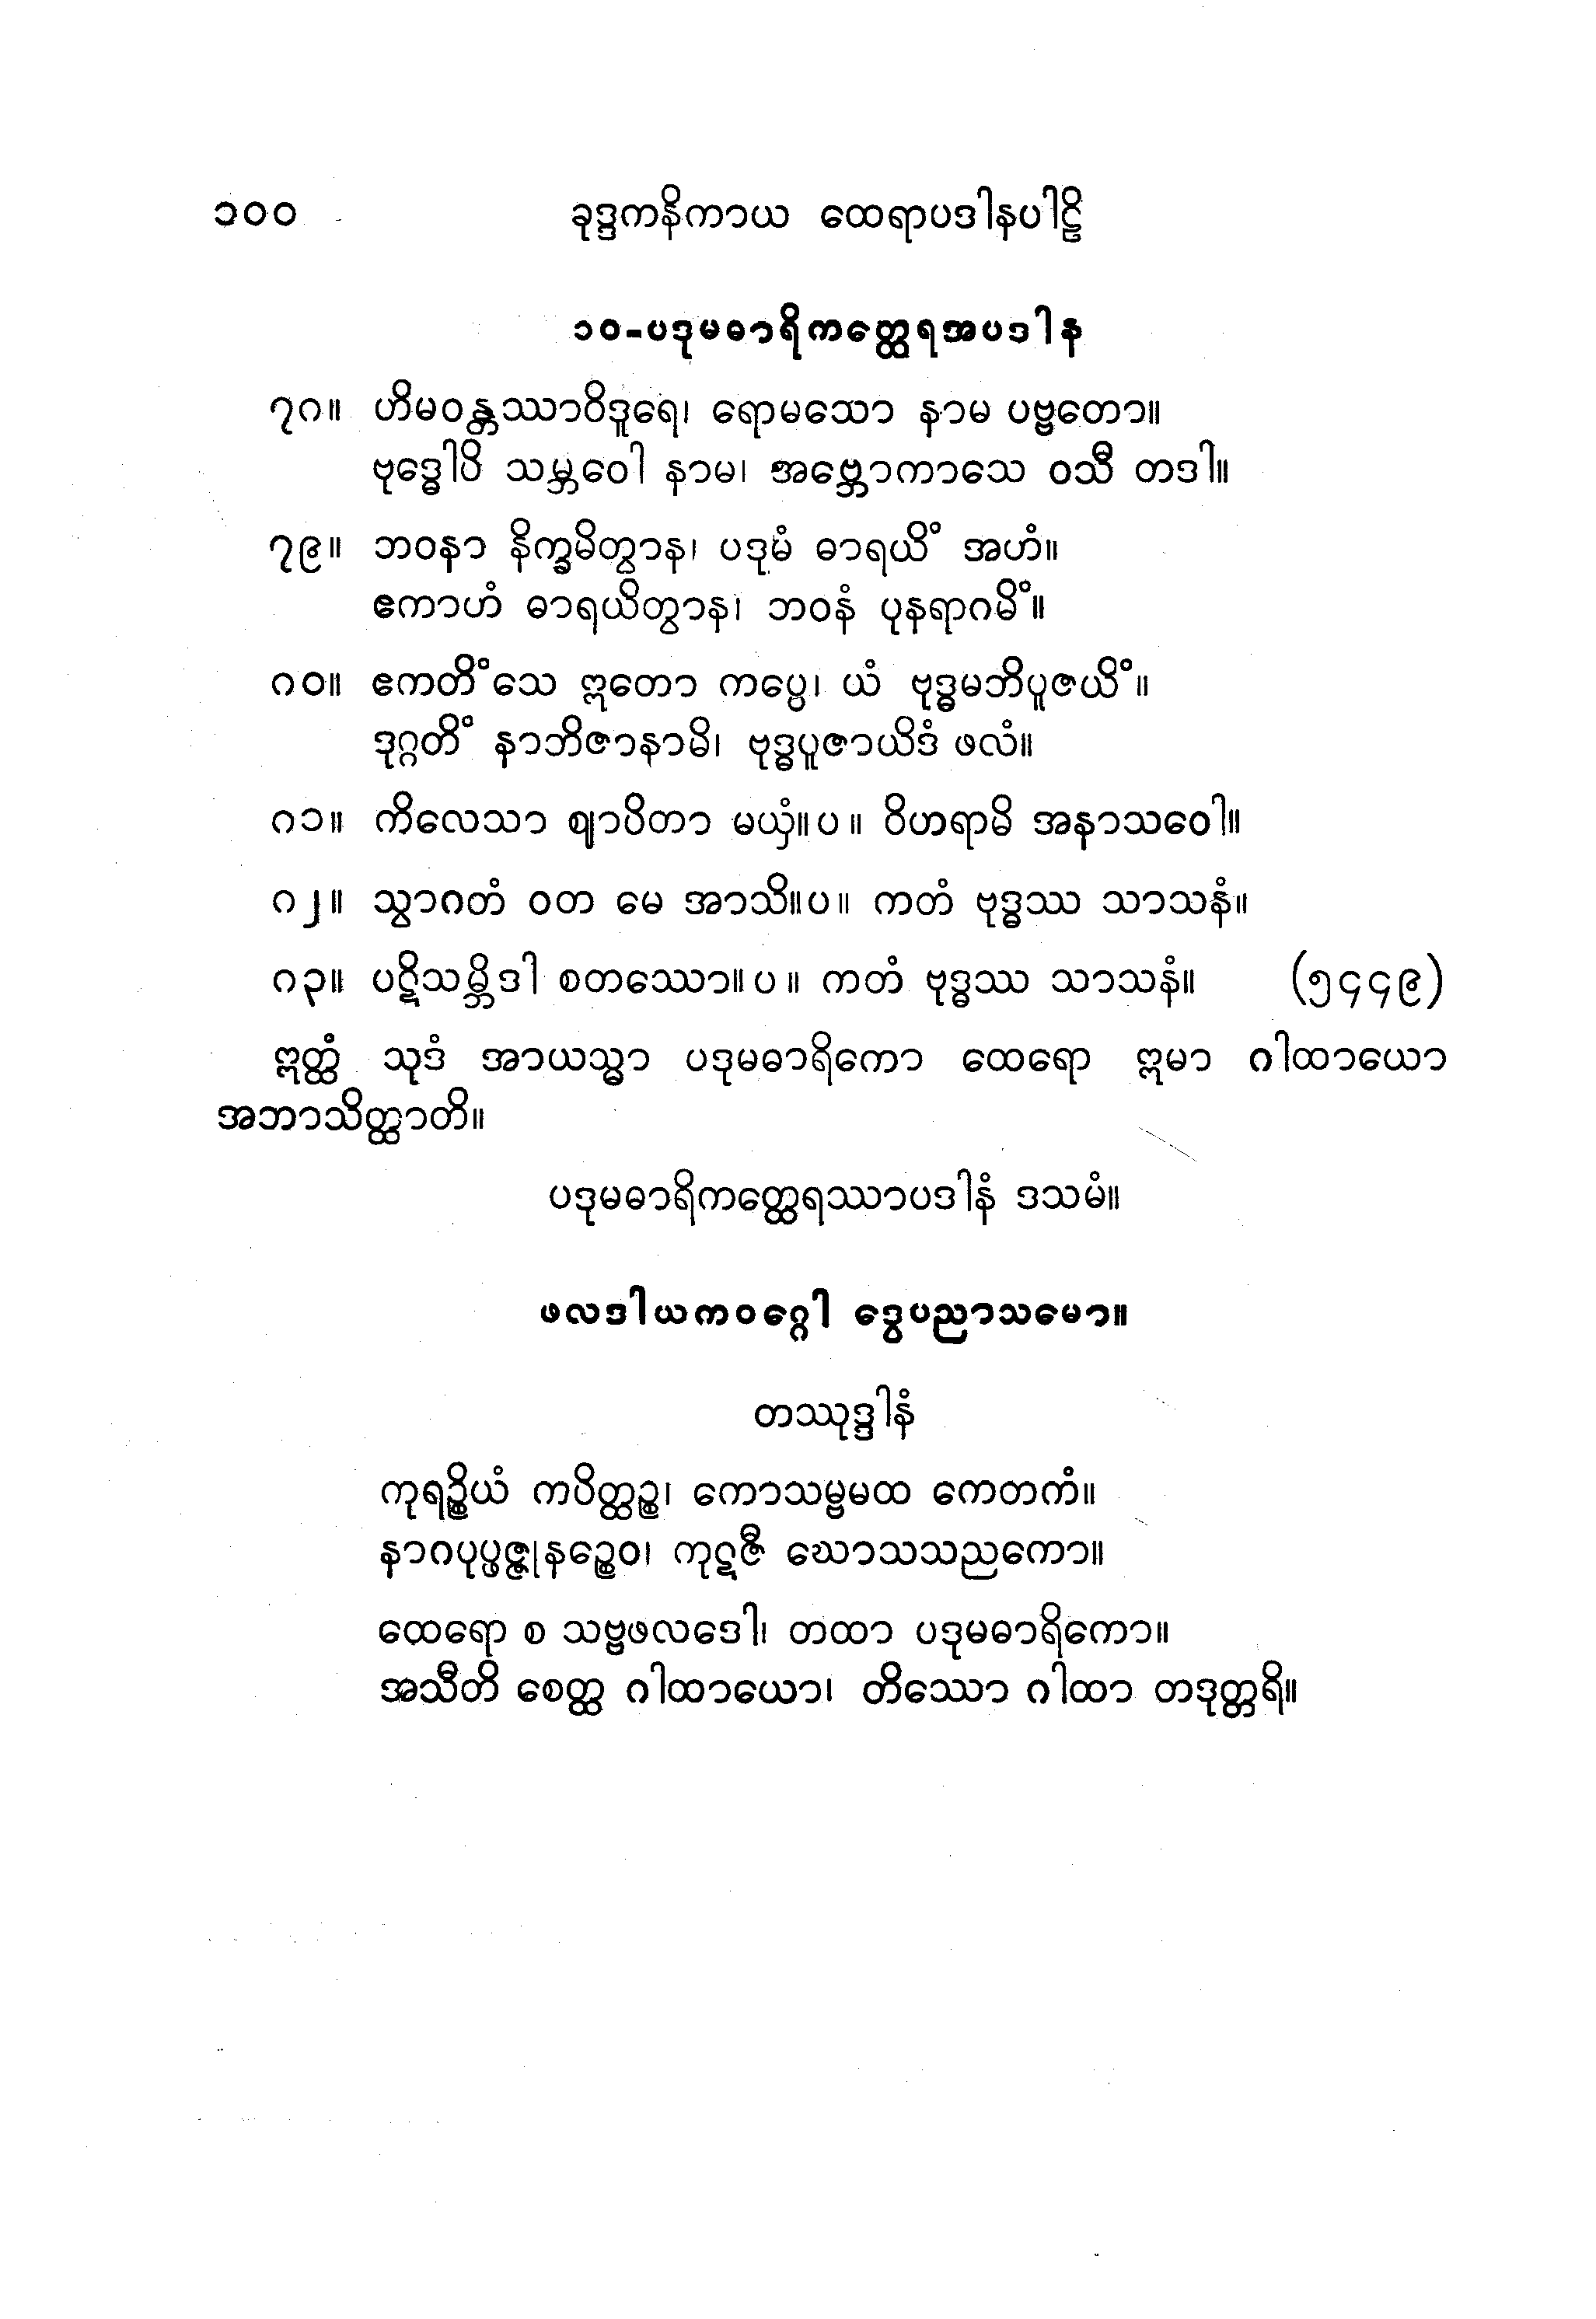 ၁၀၀ ခုဒ္ဒကနိကာယ ထေရာပဒါနပါဠိ
၁၀-ပဒုမဓာရိကတ္ထေရအပဒါန
၇၈။ ဟိမဝန္တဿာဝိဒူရေ၊ ရောမသော နာမ ပဗ္ဗတော။
ဗုဒ္ဓေါပိ သမ္ဘဝေါ နာမ၊ အဗ္ဘောကာသေ ဝသီ တဒါ။
၇၉။ ဘဝနာ နိက္ခမိတွာန၊ ပဒုမံ ဓာရယိံ အဟံ။
ဧကာဟံ ဓာရယိတွာန၊ ဘဝနံ ပုနရာဂမိံ။
၈၀။ ဧကတိံသေ ဣတော ကပ္ပေ၊ ယံ ဗုဒ္ဓမဘိပူဇယိံ။
ဒုဂ္ဂတိံ နာဘိဇာနာမိ၊ ဗုဒ္ဓပူဇာယိဒံ ဖလံ။
၈၁။ ကိလေသာ ဈာပိတာ မယှံ။ပ။ ဝိဟရာမိ အနာသဝေါ။
၈၂။ သွာဂတံ ဝတ မေ အာသိ။ပ။ ကတံ ဗုဒ္ဓဿ သာသနံ။
၈၃။ ပဋိသမ္ဘိဒါ စတဿော။ပ။ ကတံ ဗုဒ္ဓဿ သာသနံ။ (၅၄၄၉)
ဣတ္ထံ သုဒံ အာယသ္မာ ပဒုမဓာရိကော ထေရော ဣမာ ဂါထာယော
အဘာသိတ္ထာတိ။
ပဒုမဓာရိကတ္ထေရဿာပဒါနံ ဒသမံ။
ဖလဒါယကဝဂ္ဂေါ ဒွေပညာသမော။
တဿုဒ္ဒါနံ
ကုရဉ္စိယံ ကပိတ္ထဉ္စ၊ ကောသမ္ဗမထ ကေတကံ။
နာဂပုပ္ဖဇ္ဇုနဉ္စေဝ၊ ကုဋဇီ ဃောသသညကော။
ထေရော စ သဗ္ဗဖလဒေါ၊ တထာ ပဒုမဓာရိကော။
အသီတိ စေတ္ထ ဂါထာယော၊ တိဿော ဂါထာ တဒုတ္တရိ။